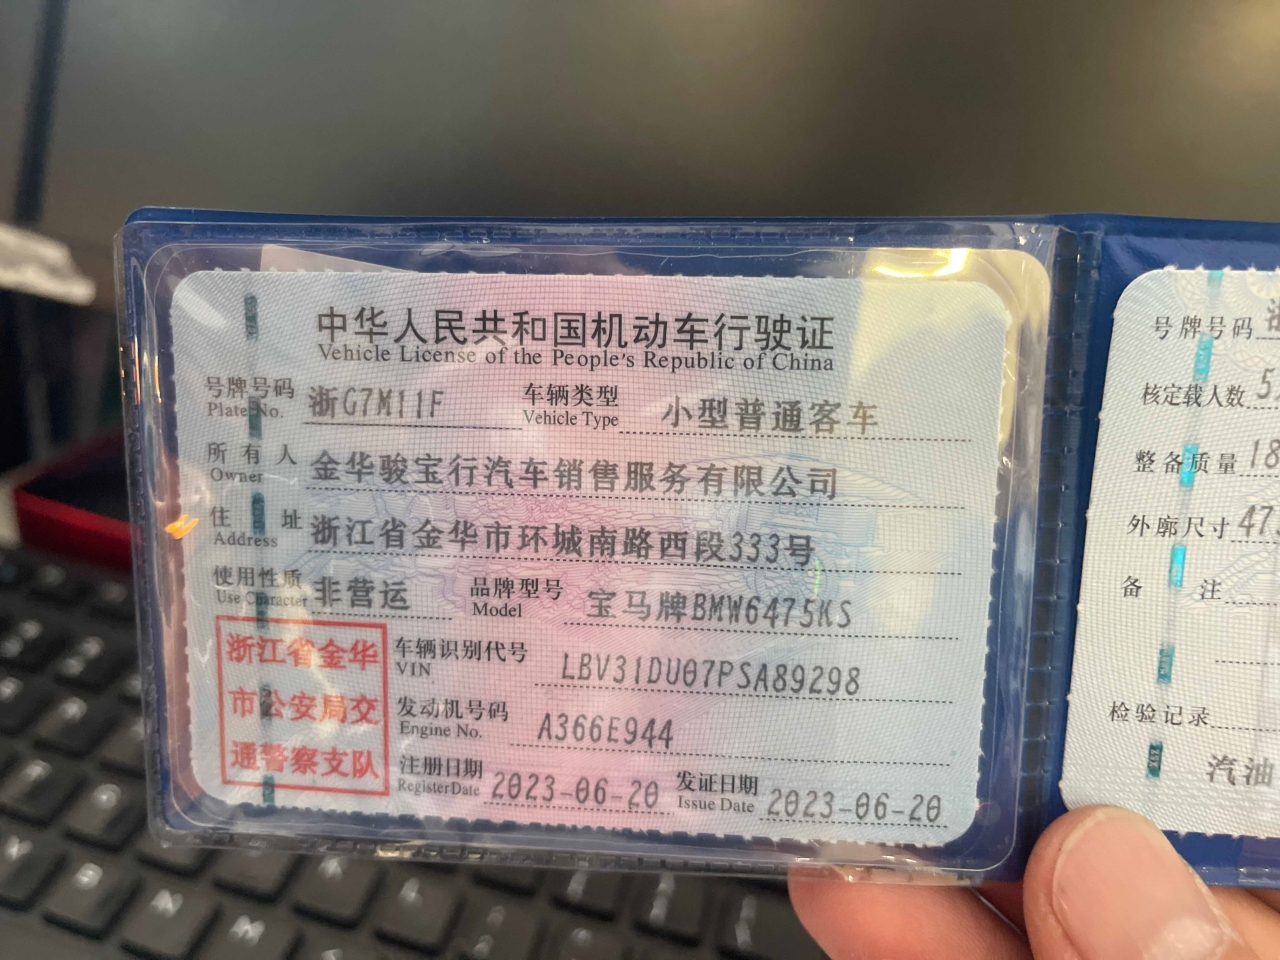 中华人民共和国机动车行驶证
Vehicle License of the People's Republic of China
号牌号码 浙G7M11F 车辆类型 小型普通客车
Plate No. Vehicle Type
所有人 金华骏宝行汽车销售服务有限公司
Owner
住址 浙江省金华市环城南路西段333号
Address
使用性质 非营运 品牌型号 宝马牌BMW6475KS
Use Character Model
浙江省金华
市公安局交
通警察支队
车辆识别代号 LBV31DU07PSA89298
VIN
发动机号码 A366E944
Engine No.
注册日期 2023-06-20 发证日期 2023-06-20
Register Date Issue Date
号牌号码
核定载人数 5
整备质量 18
外廓尺寸 47
备注
检验记录
汽油